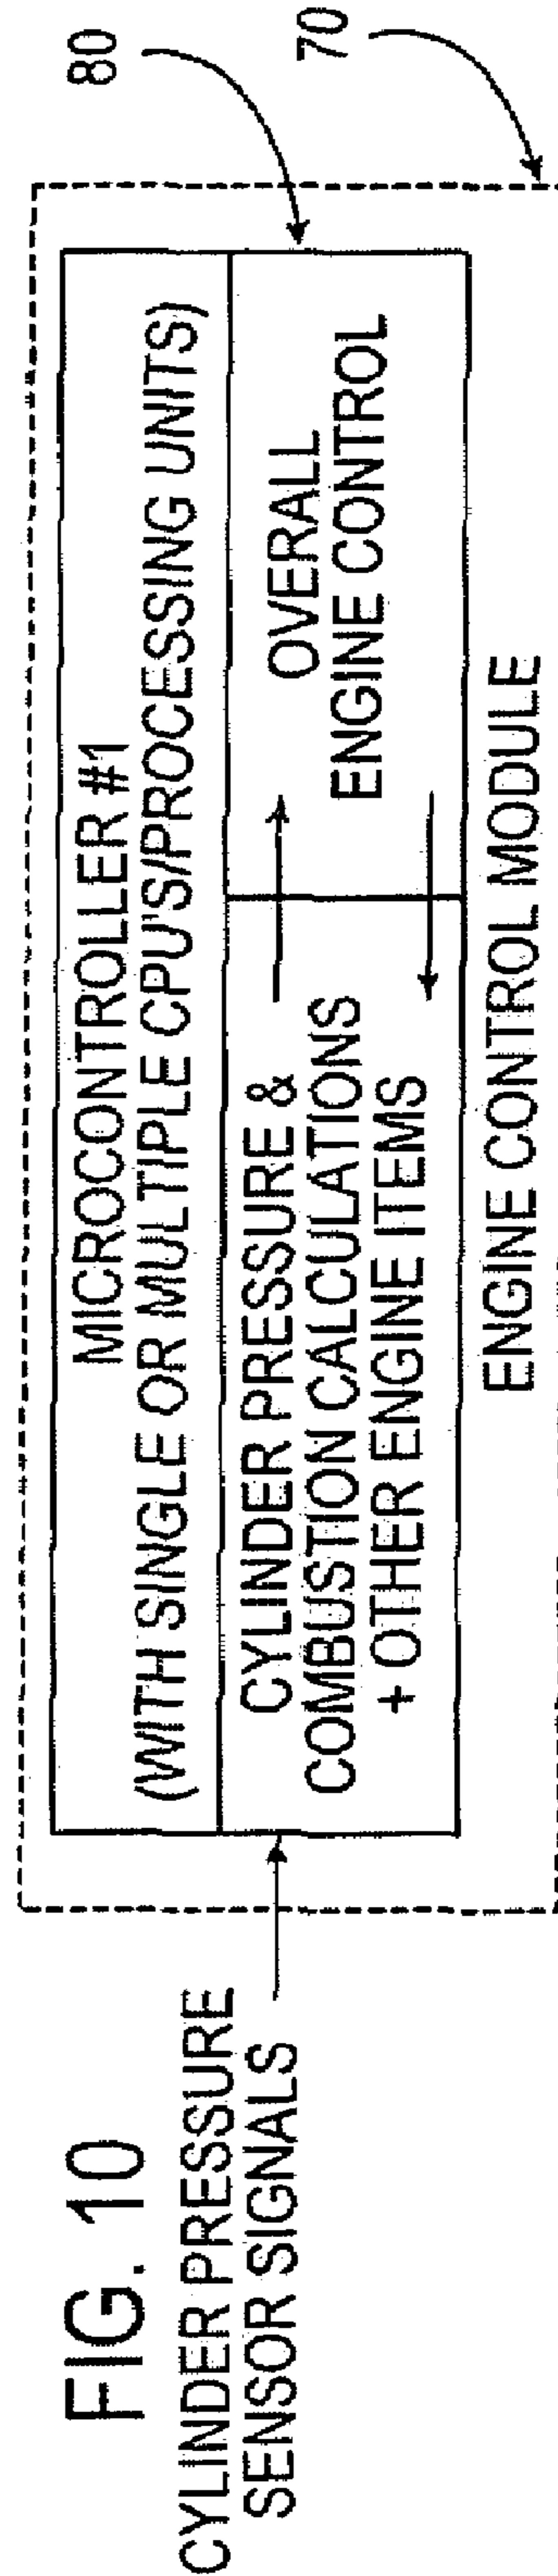 FIG. 10
CYLINDER PRESSURE
SENSOR SIGNALS
MICROCONTROLLER #1
(WITH SINGLE OR MULTIPLE CPU'S/PROCESSING UNITS)
CYLINDER PRESSURE &
COMBUSTION CALCULATIONS
+ OTHER ENGINE ITEMS
OVERALL
ENGINE CONTROL
ENGINE CONTROL MODULE
80
70